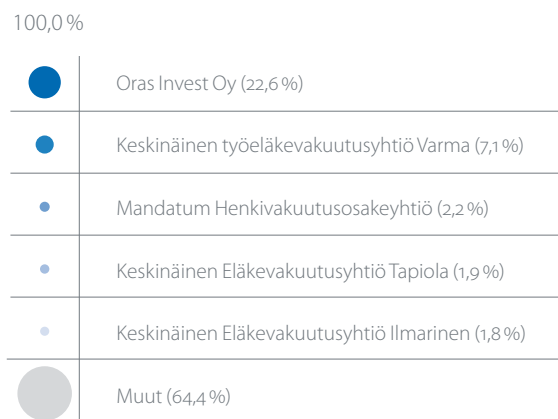 100,0 %
Oras Invest Oy (22,6 %)
Keskinäinen työeläkevakuutusyhtiö Varma (7,1 %)
Mandatum Henkivakuutusosakeyhtiö (2,2 %)
Keskinäinen Eläkevakuutusyhtiö Tapiola (1,9 %)
Keskinäinen Eläkevakuutusyhtiö Ilmarinen (1,8 %)
Muut (64,4 %)